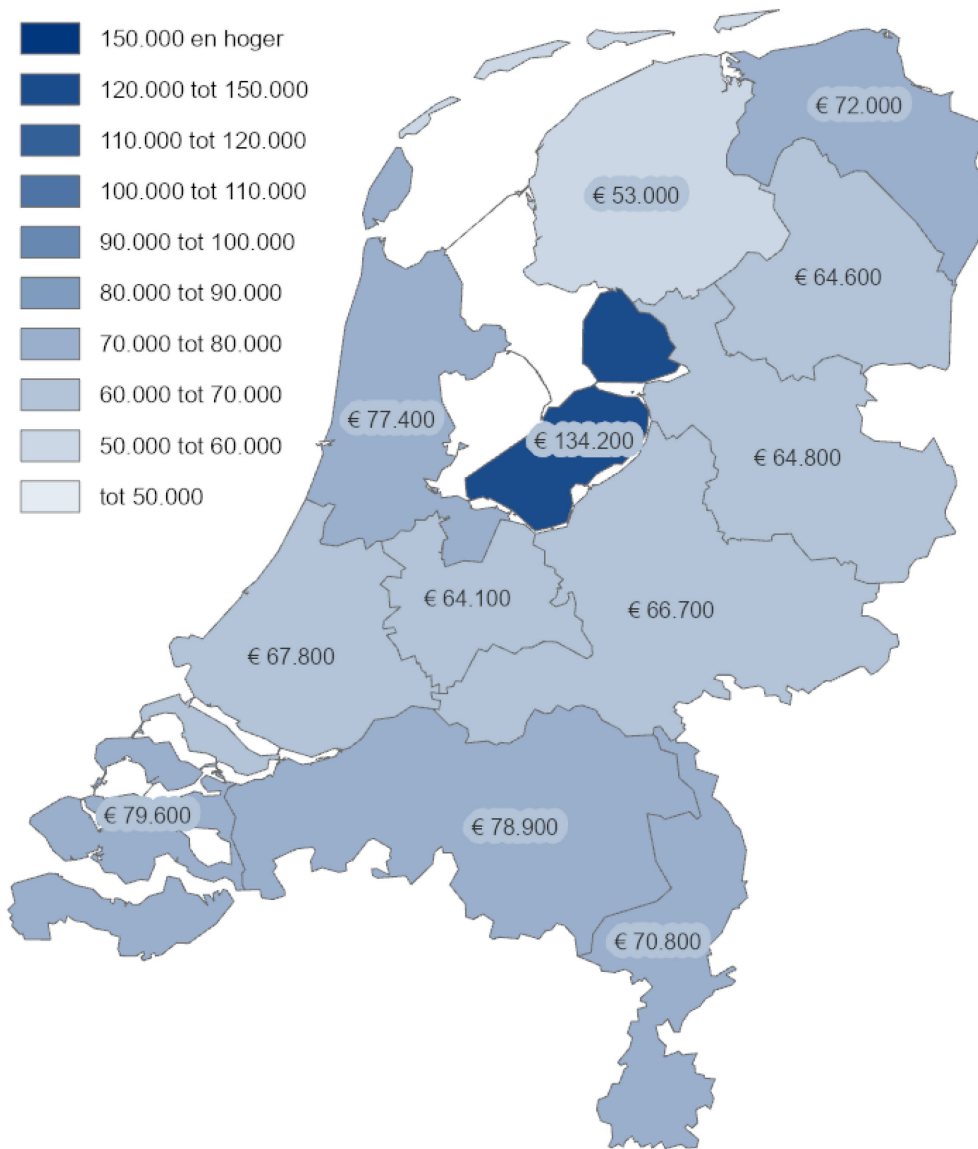 150.000 en hoger
120.000 tot 150.000
110.000 tot 120.000
100.000 tot 110.000
90.000 tot 100.000
80.000 tot 90.000
70.000 tot 80.000
60.000 tot 70.000
50.000 tot 60.000
tot 50.000
€ 72.000
€ 53.000
€ 64.600
€ 77.400
€ 134.200
€ 64.800
€ 64.100
€ 66.700
€ 67.800
€ 79.600
€ 78.900
€ 70.800